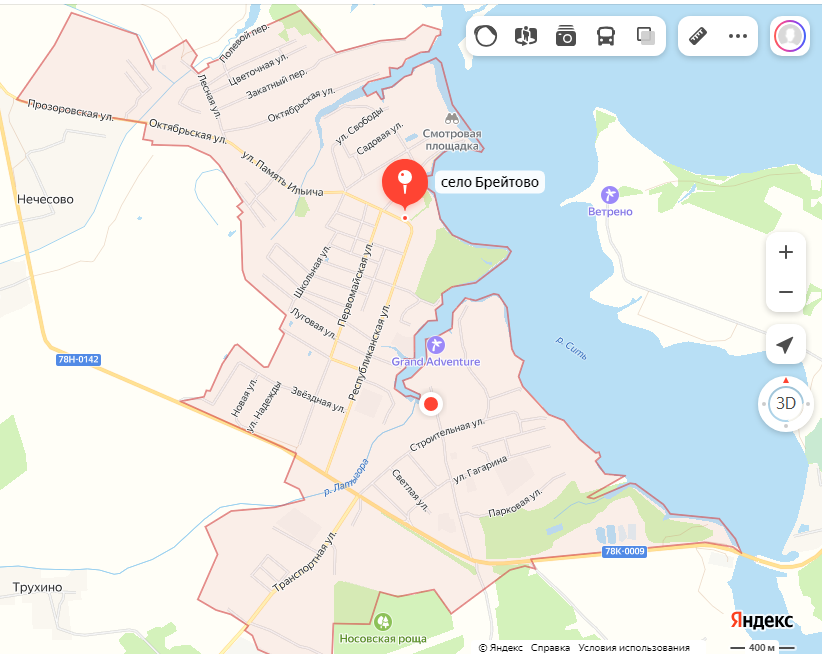 Полевой пер.
Цветочная ул.
Лесная ул.
Закатный пер.
Октябрьская ул.
Прозоровская ул.
Октябрьская ул.
ул. Свободы
Садовая ул.
Смотровая
площадка
ул. Память Ильича
село Брейтово
Нечесово
Ветрено
Школьная ул.
Первомайская ул.
Луговая ул.
Республиканская ул.
р. Сить
78Н-0142
Grand Adventure
3D
Новая ул.
ул. Надежды
Звёздная ул.
Строительная ул.
ул. Гагарина
р. Латыгора
Светлая ул.
Парковая ул.
78К-0009
Транспортная ул.
Трухино
Носовская роща
Яндекс
© Яндекс Справка Условия использования
400 м